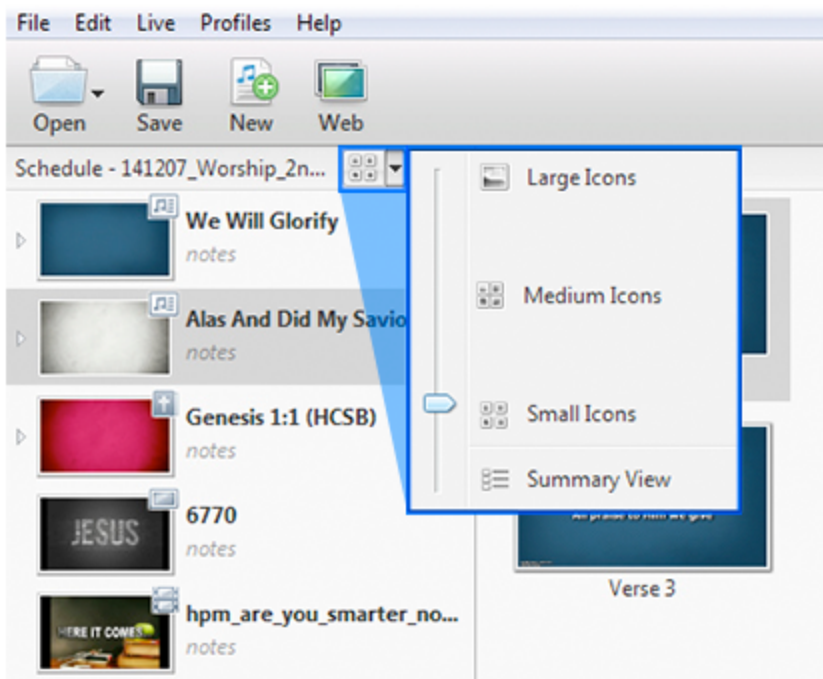 File Edit Live Profiles Help
Open Save New Web
Schedule - 141207_Worship_2n...
We Will Glorify
notes
Alas And Did My Savio
notes
Genesis 1:1 (HCSB)
notes
JESUS
6770
notes
HERE IT COMES
hpm_are_you_smarter_no...
notes
Large Icons
Medium Icons
Small Icons
Summary View
All praise to Him we give
Verse 3